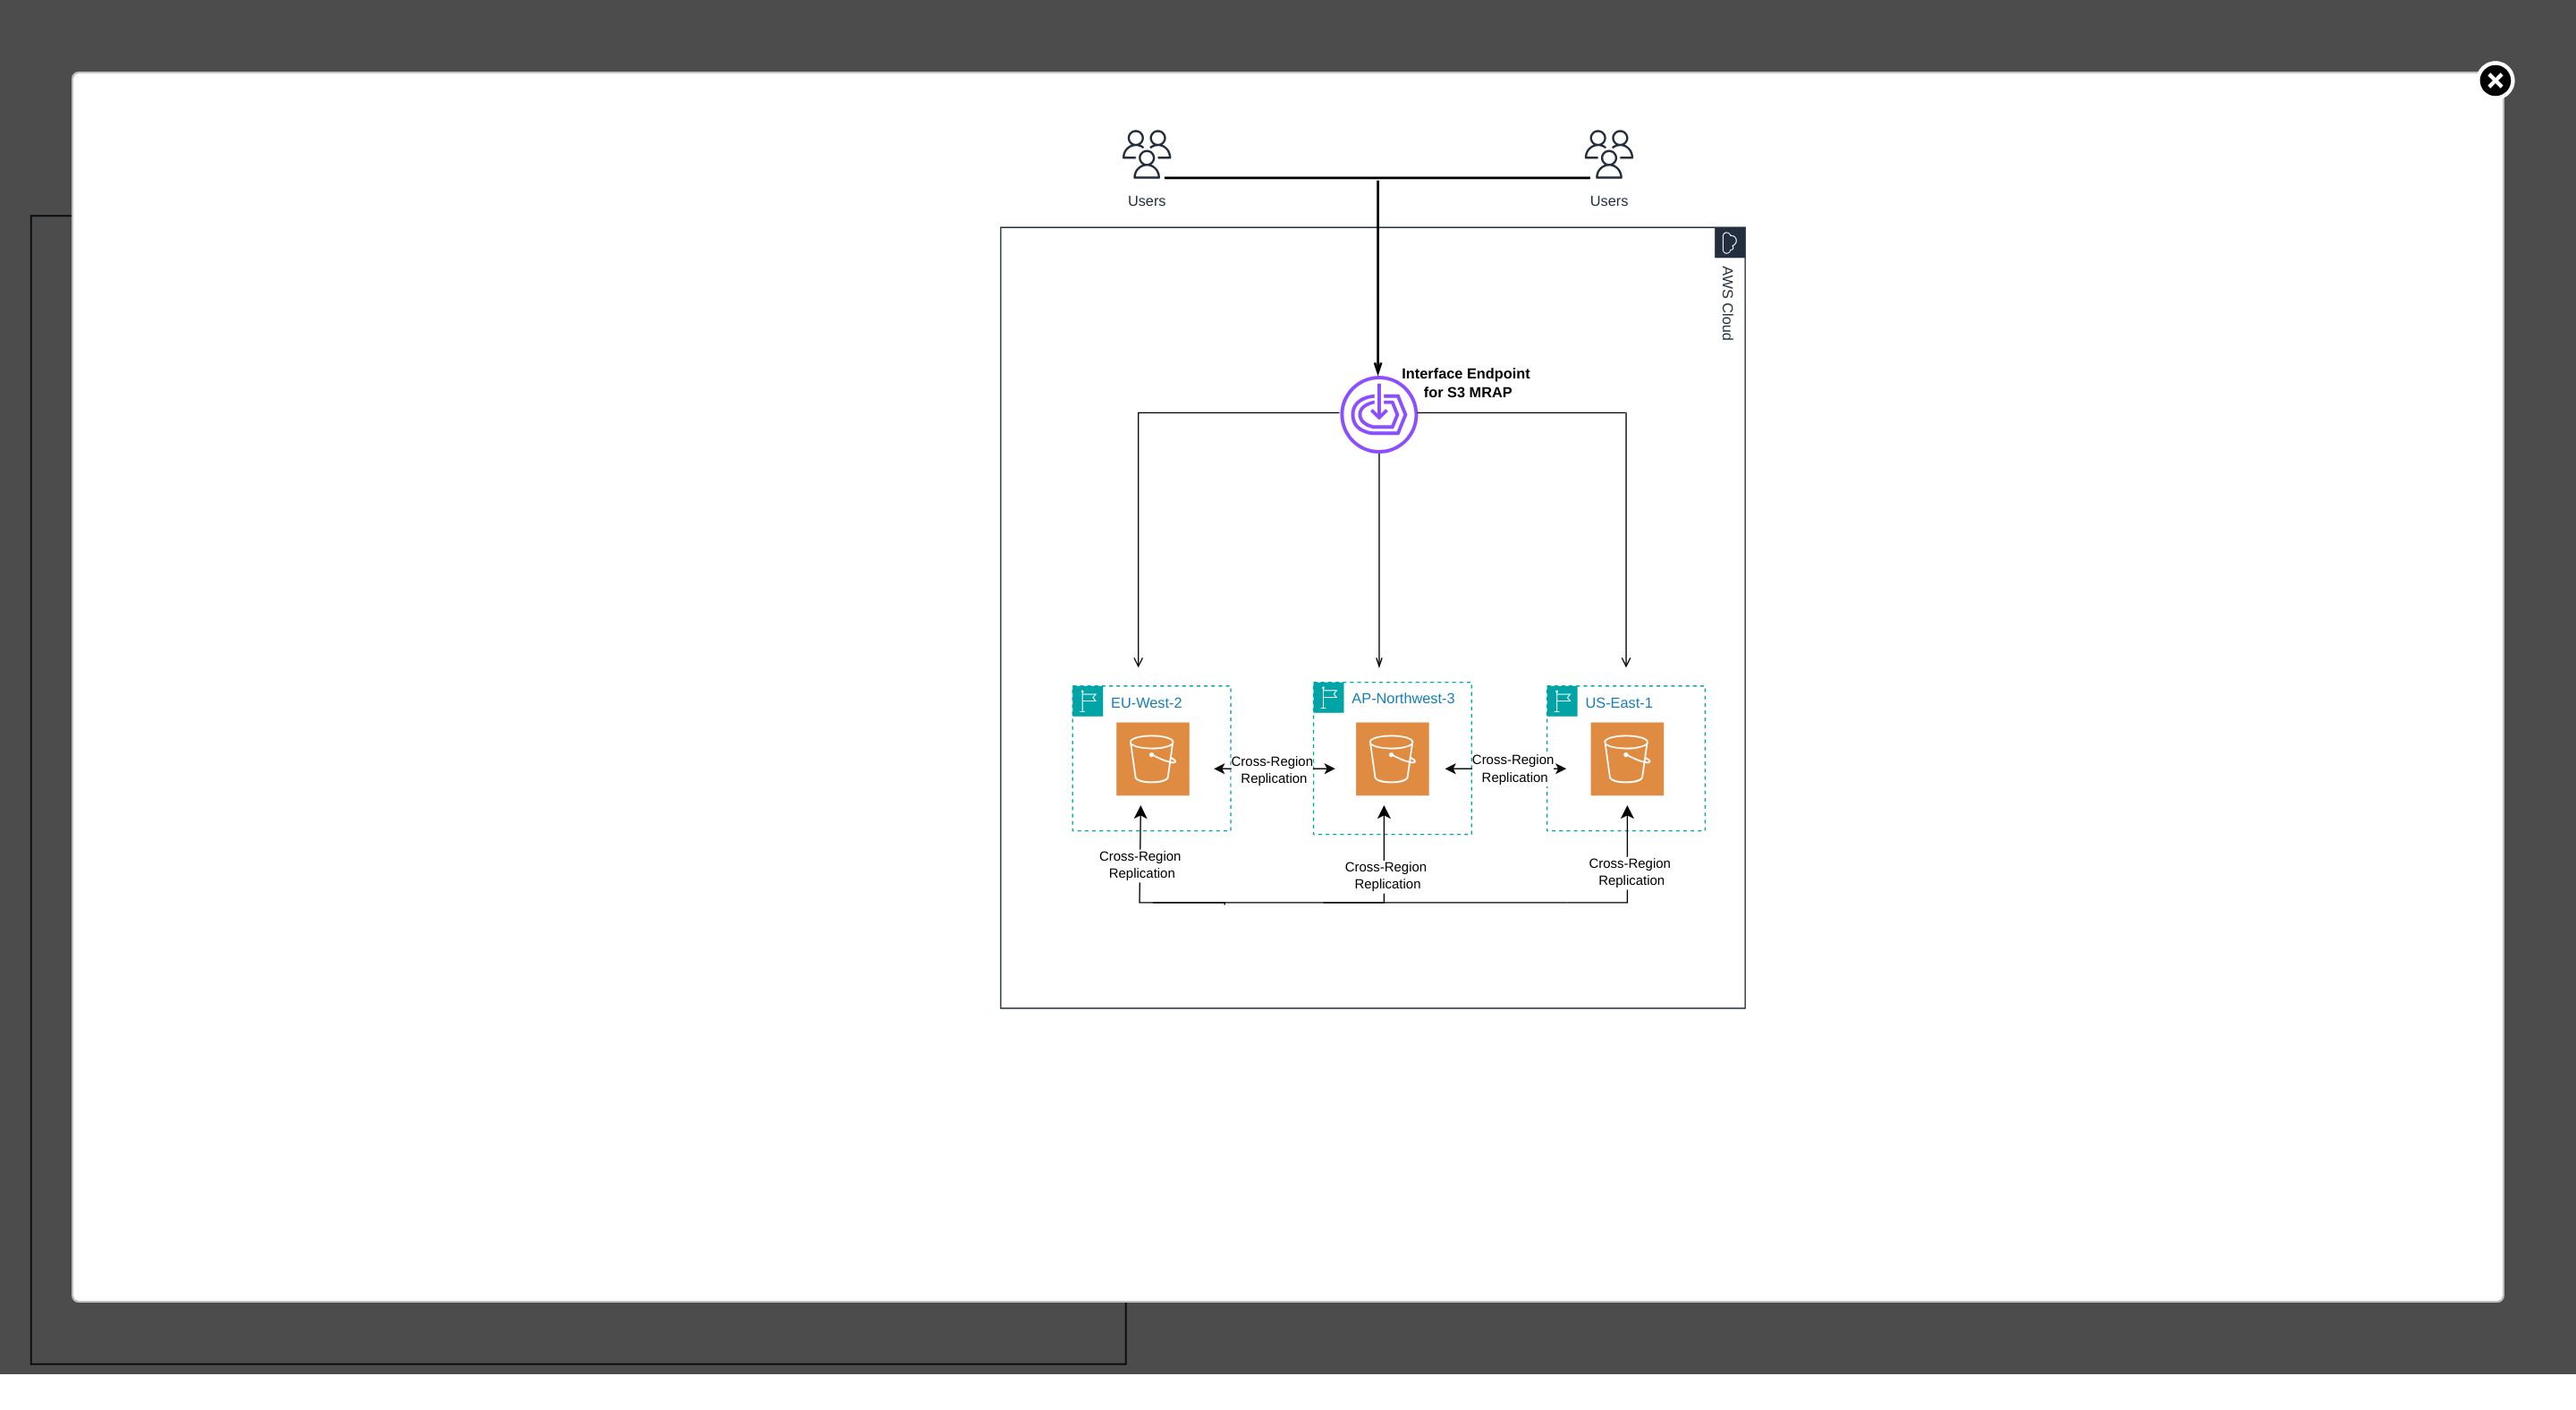 Users
Users
AWS Cloud
Interface Endpoint
for S3 MRAP
EU-West-2
AP-Northwest-3
US-East-1
Cross-Region
Replication
Cross-Region
Replication
Cross-Region
Replication
Cross-Region
Replication
Cross-Region
Replication